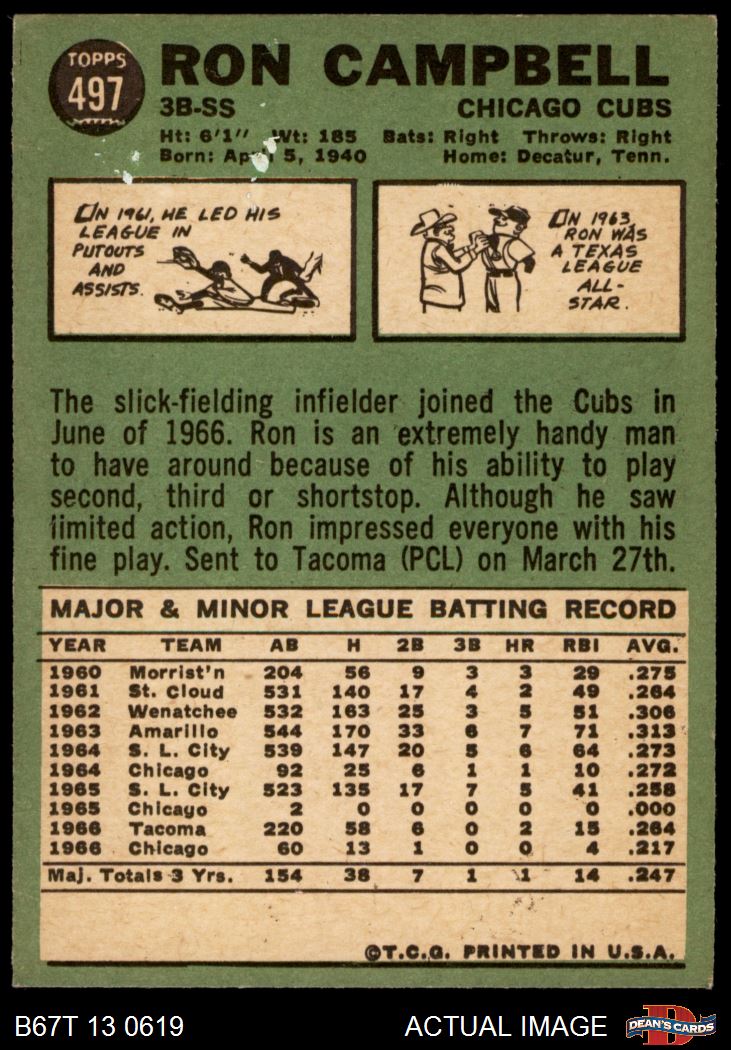 TOPPS
497
RON CAMPBELL
3B-SS CHICAGO CUBS
Ht: 6'1" Wt: 185 Bats: Right Throws: Right
Born: April 5, 1940 Home: Decatur, Tenn.
IN 1961, HE LED HIS
LEAGUE IN
PUTOUTS
AND
ASSISTS.
IN 1963,
RON WAS
A TEXAS
LEAGUE
ALL-
STAR.
The slick-fielding infielder joined the Cubs in
June of 1966. Ron is an extremely handy man
to have around because of his ability to play
second, third or shortstop. Although he saw
limited action, Ron impressed everyone with his
fine play. Sent to Tacoma (PCL) on March 27th.
MAJOR & MINOR LEAGUE BATTING RECORD
YEAR TEAM AB H 2B 3B HR RBI AVG.
1960 Morrist'n 204 56 9 3 3 29 .275
1961 St. Cloud 531 140 17 4 2 49 .264
1962 Wenatchee 532 163 25 3 5 51 .306
1963 Amarillo 544 170 33 6 7 71 .313
1964 S. L. City 539 147 20 5 6 64 .273
1964 Chicago 92 25 6 1 1 10 .272
1965 S. L. City 523 135 17 7 5 41 .258
1965 Chicago 2 0 0 0 0 0 .000
1966 Tacoma 220 58 6 0 2 15 .264
1966 Chicago 60 13 1 0 0 4 .217
Maj. Totals 3 Yrs. 154 38 7 1 1 14 .247
©T.C.G. PRINTED IN U.S.A.
B67T 13 0619 ACTUAL IMAGE
D
DEAN'S CARDS